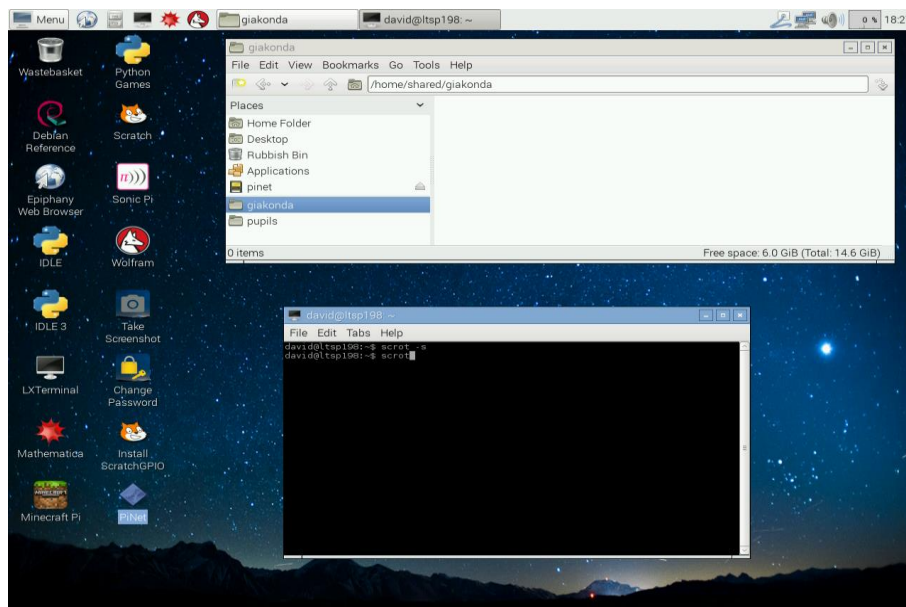 Menu
giakonda
david@ltsp198: ~
0 %
18:2
Wastebasket
Python
Games
Debian
Reference
Scratch
π)))
Epiphany
Web Browser
Sonic Pi
IDLE
Wolfram
IDLE 3
Take
Screenshot
LXTerminal
Change
Password
Mathematica
Install
ScratchGPIO
Minecraft Pi
PiNet
giakonda
File Edit View Bookmarks Go Tools Help
/home/shared/giakonda
Places
Home Folder
Desktop
Rubbish Bin
Applications
pinet
giakonda
pupils
0 items
Free space: 6.0 GiB (Total: 14.6 GiB)
david@ltsp198: ~
File Edit Tabs Help
david@ltsp198:~$ scrot -s
david@ltsp198:~$ scrot